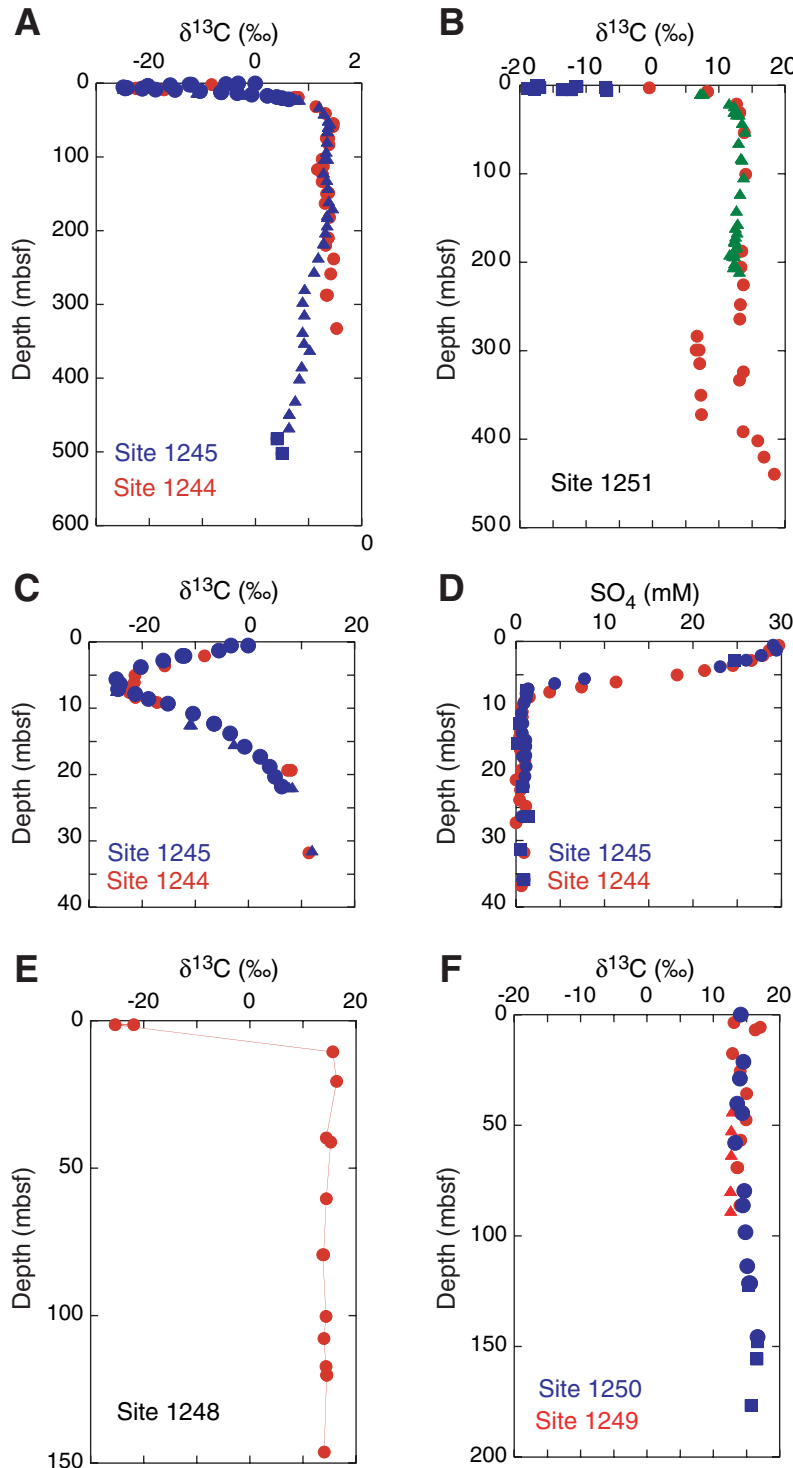 A B
δ13C (‰) δ13C (‰)
-20 0 2 -20 -10 0 10 20
0 100 200 300 400 500 600
Depth (mbsf)
Site 1245
Site 1244
0
0 100 200 300 400 500
Depth (mbsf)
Site 1251
C D
δ13C (‰) SO4 (mM)
-20 0 20 0 10 20 30
0 10 20 30 40
Depth (mbsf)
Site 1245
Site 1244
0 10 20 30 40
Depth (mbsf)
Site 1245
Site 1244
E F
δ13C (‰) δ13C (‰)
-20 0 20 -20 -10 0 10 20
0 50 100 150
Depth (mbsf)
Site 1248
0 50 100 150 200
Depth (mbsf)
Site 1250
Site 1249